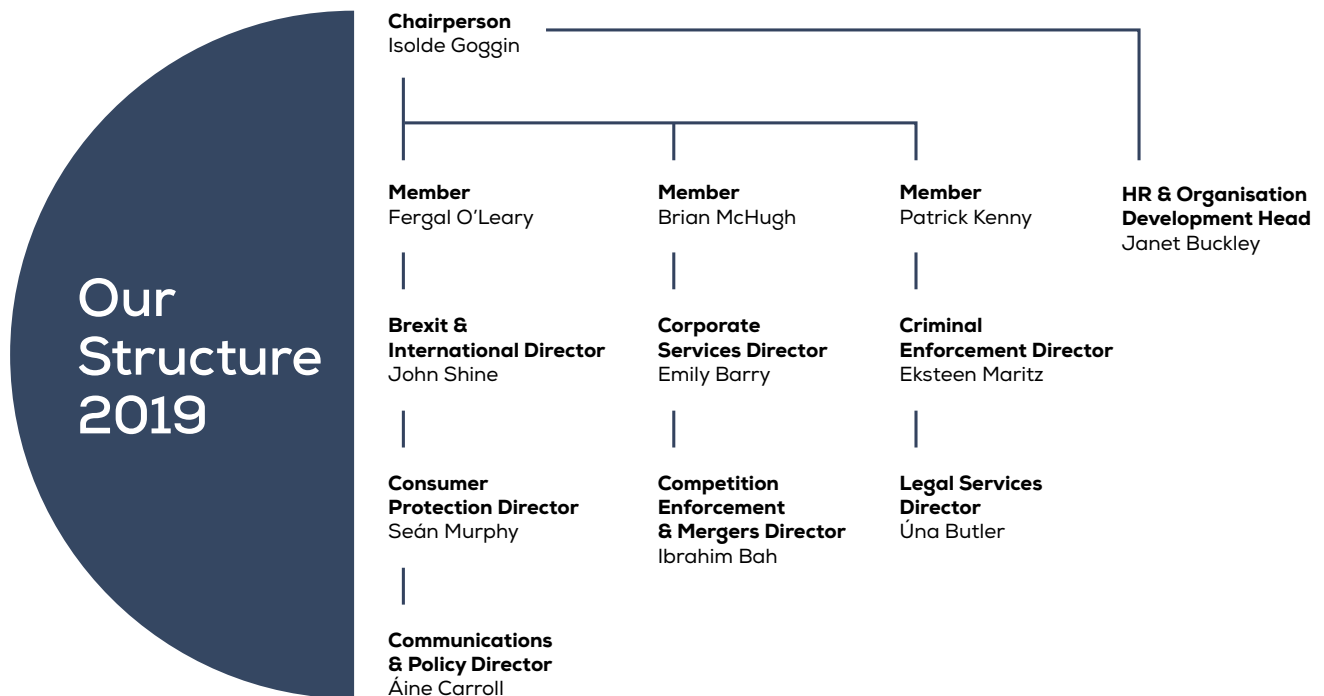 Our
Structure
2019
Chairperson
Isolde Goggin
Member
Fergal O'Leary
Member
Brian McHugh
Member
Patrick Kenny
HR & Organisation
Development Head
Janet Buckley
Brexit &
International Director
John Shine
Corporate
Services Director
Emily Barry
Criminal
Enforcement Director
Eksteen Maritz
Consumer
Protection Director
Seán Murphy
Competition
Enforcement
& Mergers Director
Ibrahim Bah
Legal Services
Director
Úna Butler
Communications
& Policy Director
Áine Carroll